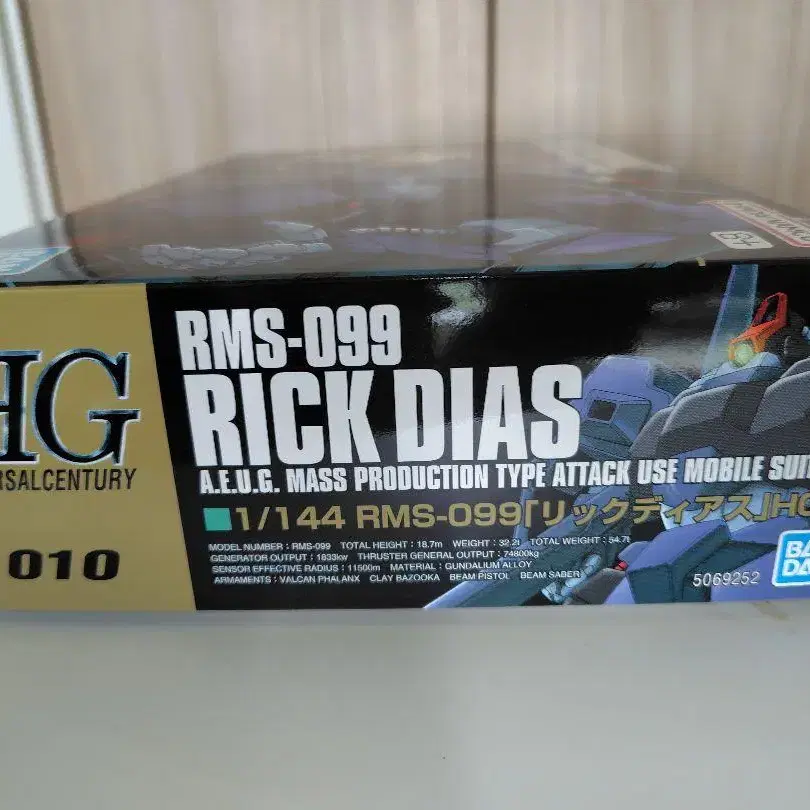 HG
RSALCENTURY
010
RMS-099
RICK DIAS
A.E.U.G. MASS PRODUCTION TYPE ATTACK USE MOBILE SUI
■1/144 RMS-099「リックディアス」HG
MODEL NUMBER : RMS-099 TOTAL HEIGHT : 18.7m WEIGHT : 32.2t TOTAL WEIGHT : 54.7t
GENERATOR OUTPUT : 1833kw THRUSTER GENERAL OUTPUT : 74800kg
SENSOR EFFECTIVE RADIUS : 11500m MATERIAL : GUNDALIUM ALLOY
ARMAMENTS : VALCAN PHALANX CLAY BAZOOKA BEAM PISTOL BEAM SABER
5069252
BA
DA